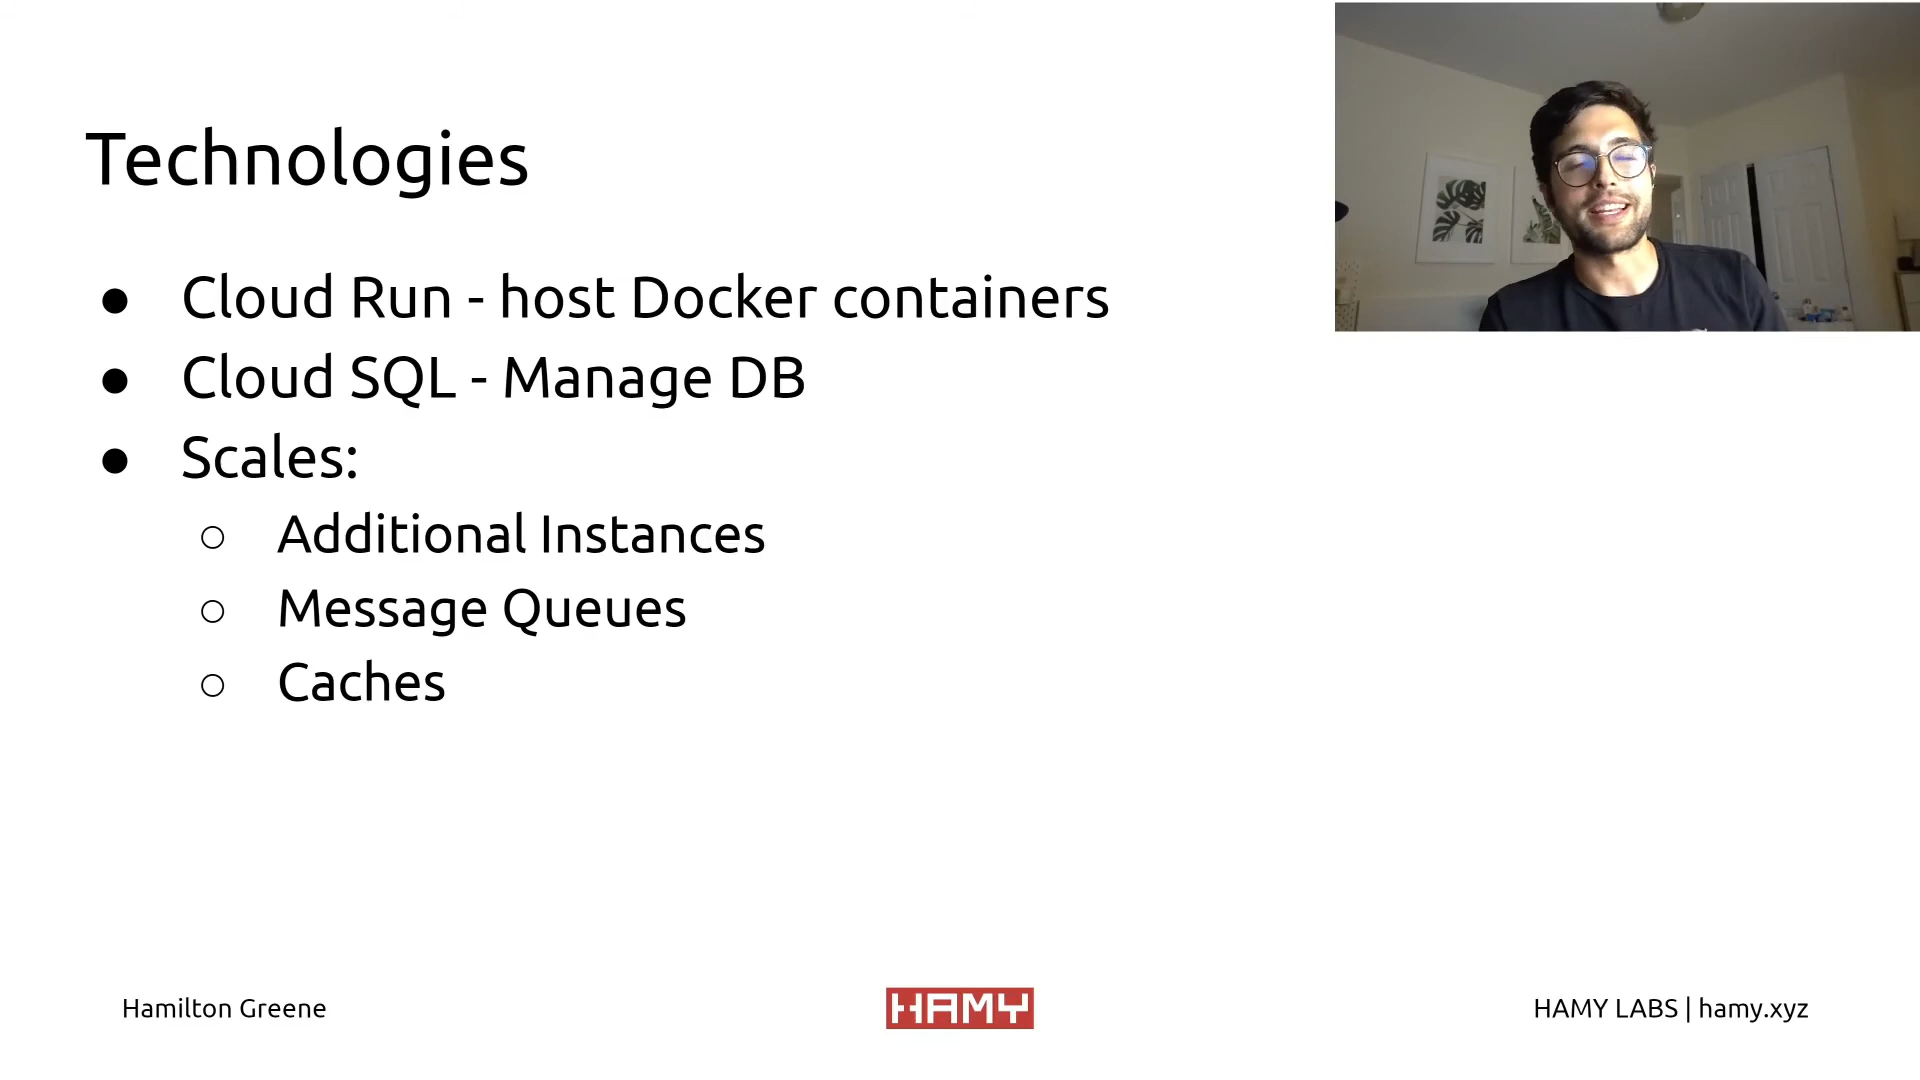 Technologies
● Cloud Run - host Docker containers
● Cloud SQL - Manage DB
● Scales:
○ Additional Instances
○ Message Queues
○ Caches
Hamilton Greene
HAMY
HAMY LABS | hamy.xyz